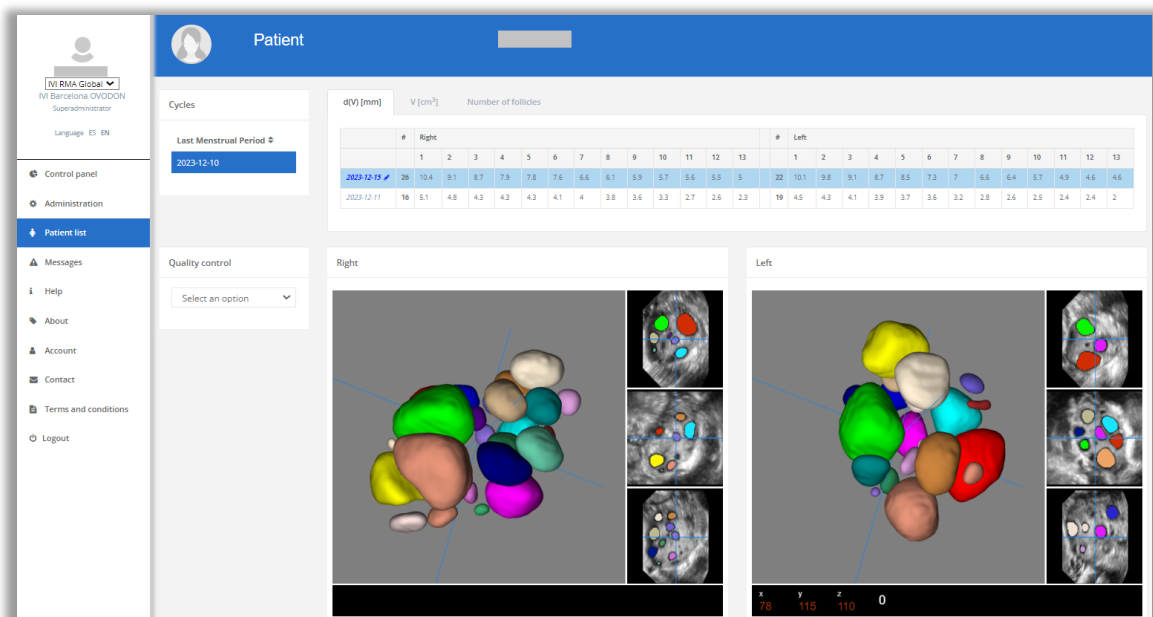 Patient
IVI RMA Global
IVI Barcelona OVODON
Superadministrator
Language ES EN
Control panel
Administration
Patient list
Messages
Help
About
Account
Contact
Terms and conditions
Logout
Cycles
Last Menstrual Period
2023-12-10
Quality control
Select an option
d(V) [mm] V [cm³] Number of follicles
# Right # Left
1 2 3 4 5 6 7 8 9 10 11 12 13 1 2 3 4 5 6 7 8 9 10 11 12 13
2023-12-15 26 10.4 9.1 8.7 7.9 7.8 7.6 6.6 6.1 5.9 5.7 5.6 5.5 5 22 10.1 9.8 9.1 8.7 8.5 7.3 7 6.6 6.4 5.7 4.9 4.6 4.6
2023-12-11 16 5.1 4.8 4.3 4.3 4.3 4.1 4 3.8 3.6 3.3 2.7 2.6 2.3 19 4.5 4.3 4.1 3.9 3.7 3.6 3.2 2.8 2.6 2.5 2.4 2.4 2
Right
Left
x y z
78 115 110 0